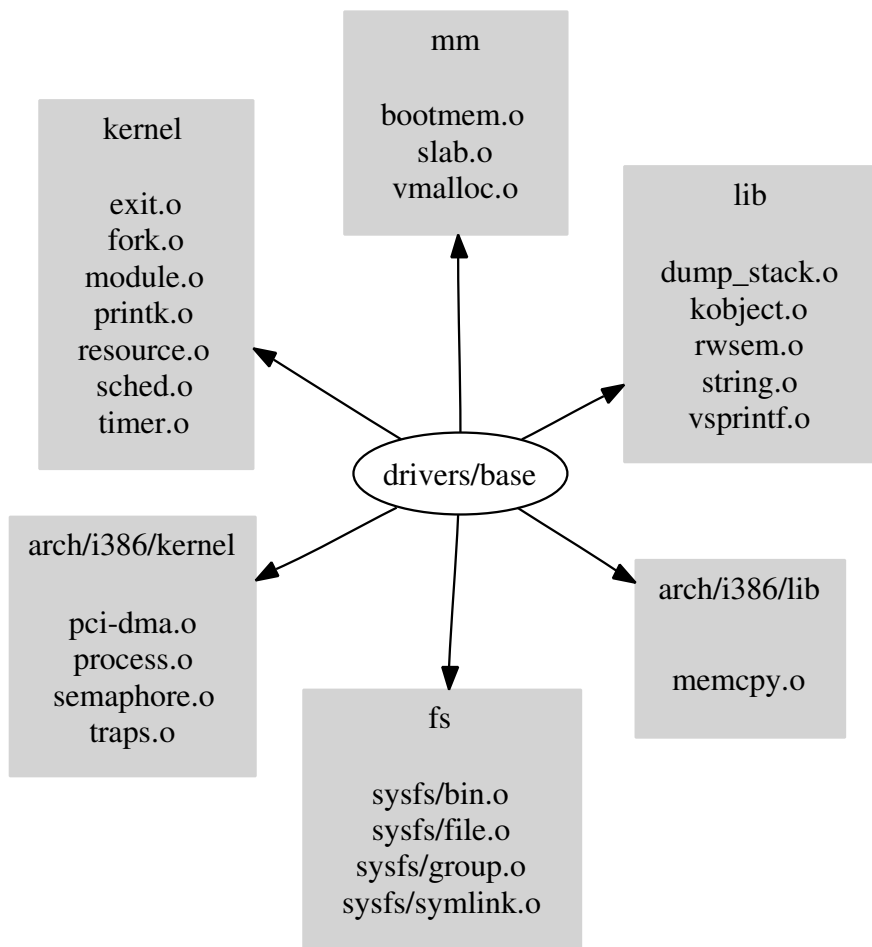 mm
bootmem.o
slab.o
vmalloc.o
kernel
exit.o
fork.o
module.o
printk.o
resource.o
sched.o
timer.o
lib
dump_stack.o
kobject.o
rwsem.o
string.o
vsprintf.o
drivers/base
arch/i386/kernel
pci-dma.o
process.o
semaphore.o
traps.o
arch/i386/lib
memcpy.o
fs
sysfs/bin.o
sysfs/file.o
sysfs/group.o
sysfs/symlink.o